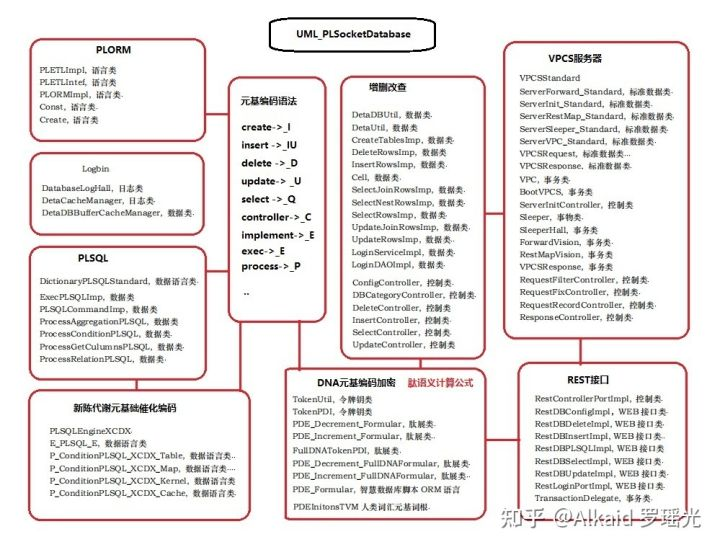 UML_PLSocketDatabase
PLORM
PLETLImpl, 语言类
PLETLIntef, 语言类
PLORMImpl, 语言类.
Const, 语言类
Create, 语言类
Logbin
DatabaseLogHall, 日志类
DetaCacheManager, 日志类
DetaDBBufferCacheManager, 数据类.
PLSQL
DictionaryPLSQLStandard, 数据语言类
ExecPLSQLImp, 数据类
PLSQLCommandImp, 数据类
ProcessAggregationPLSQL, 数据类
ProcessConditionPLSQL, 数据类.
ProcessGetCulumnsPLSQL, 数据类
ProcessRelationPLSQL, 数据类
新陈代谢元基础催化编码
PLSQLEngineXCDX
E_PLSQL_E, 数据语言类
P_ConditionPLSQL_XCDX_Table, 数据语言类..
P_ConditionPLSQL_XCDX_Map, 数据语言类....
P_ConditionPLSQL_XCDX_Kernel, 数据语言类
P_ConditionPLSQL_XCDX_Cache, 数据语言类.
元基编码语法
create->_I
insert ->_IU
delete ->_D
update->_U
select ->_Q
controller->_C
implement->_E
exec->_E
process->_P
..
增删改查
DetaDBUtil, 数据类
DetaUtil, 数据类
CreateTablesImp, 数据类
DeleteRowsImp, 数据类.
InsertRowsImp, 数据类
Cell, 数据类
SelectJoinRowsImp, 数据类
SelectNestRowsImp, 数据类
SelectRowsImp, 数据类
UpdateJoinRowsImp, 数据类.
UpdateRowsImp, 数据类..
LoginServiceImpl, 数据类
LoginDAOImpl, 数据类
ConfigController, 控制类.
DBCategoryController, 控制类.
DeleteController, 控制类
InsertController, 控制类
SelectController, 控制类
UpdateController, 控制类
DNA元基编码加密 肽语义计算公式
TokenUtil, 令牌钥类
TokenPDI, 令牌钥类
PDE_Decrement_Formular, 肽展类.
PDE_Increment_Formular, 肽展类..
FullDNATokenPDI, 肽展类.
PDE_Decrement_FullDNAFormular, 肽展类.
PDE_Increment_FullDNAFormular, 肽展类
PDE_Formular, 智慧数据库脚本 ORM 语言
PDEInitonsTVM 人类词汇元基词根.
VPCS服务器
VPCSStandard
ServerForward_Standard, 标准数据类.
ServerInit_Standard, 标准数据类
ServerRestMap_Standard, 标准数据类
ServerSleeper_Standard, 标准数据类
ServerVPC_Standard, 标准数据类
VPCSRequest, 标准数据类...
VPCSResponse, 标准数据类.
VPC, 事务类
BootVPCS, 事务类
ServerInitController, 控制类
Sleeper, 事物类
SleeperHall, 事务类
ForwardVision, 事务类
RestMapVision, 事务类
VPCSResponse, 事务类
RequestFilterController, 控制类
RequestFixController, 控制类
RequestRecordController, 控制类
ResponseController, 控制类
REST接口
RestControllerPortImpl, 控制类.
RestDBConfigImpl, WEB 接口类
RestDBDeleteImpl, WEB 接口类
RestDBInsertImpl, WEB 接口类
RestDBPLSQLImpl, WEB 接口类
RestDBSelectImpl, WEB 接口类
RestDBUpdateImpl, WEB 接口类
RestLoginPortImpl, WEB 接口类
TransactionDelegate, 事务类.
知乎 @Alkaid 罗瑶光